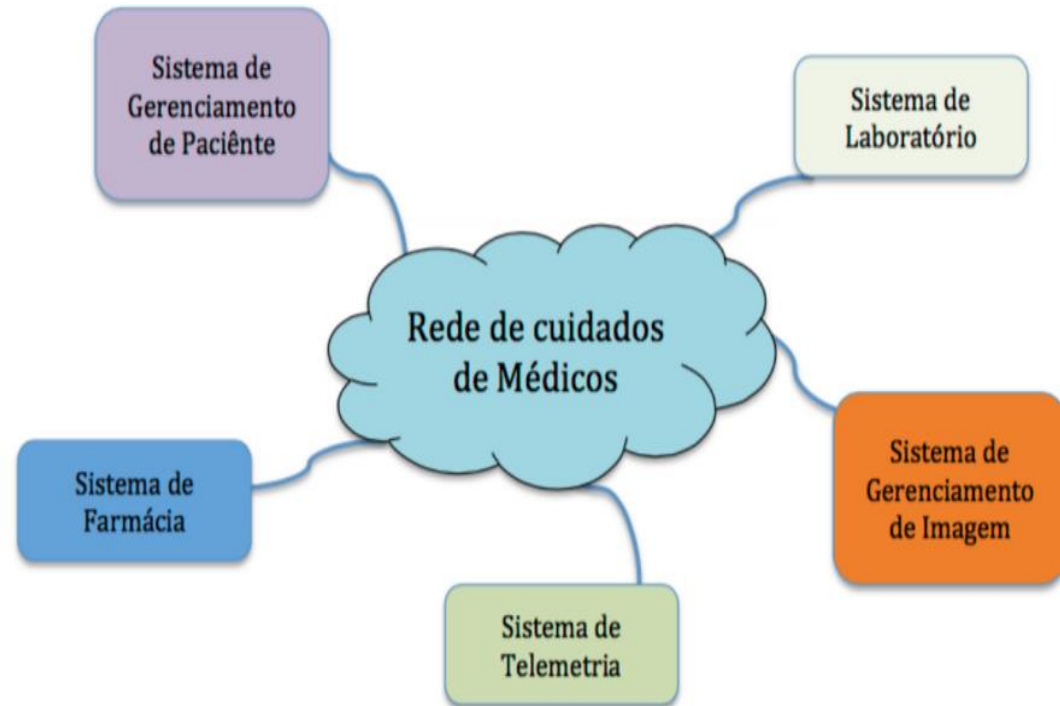 Sistema de
Gerenciamento
de Paciênte
Sistema de
Laboratório
Rede de cuidados
de Médicos
Sistema de
Gerenciamento
de Imagem
Sistema de
Farmácia
Sistema de
Telemetria